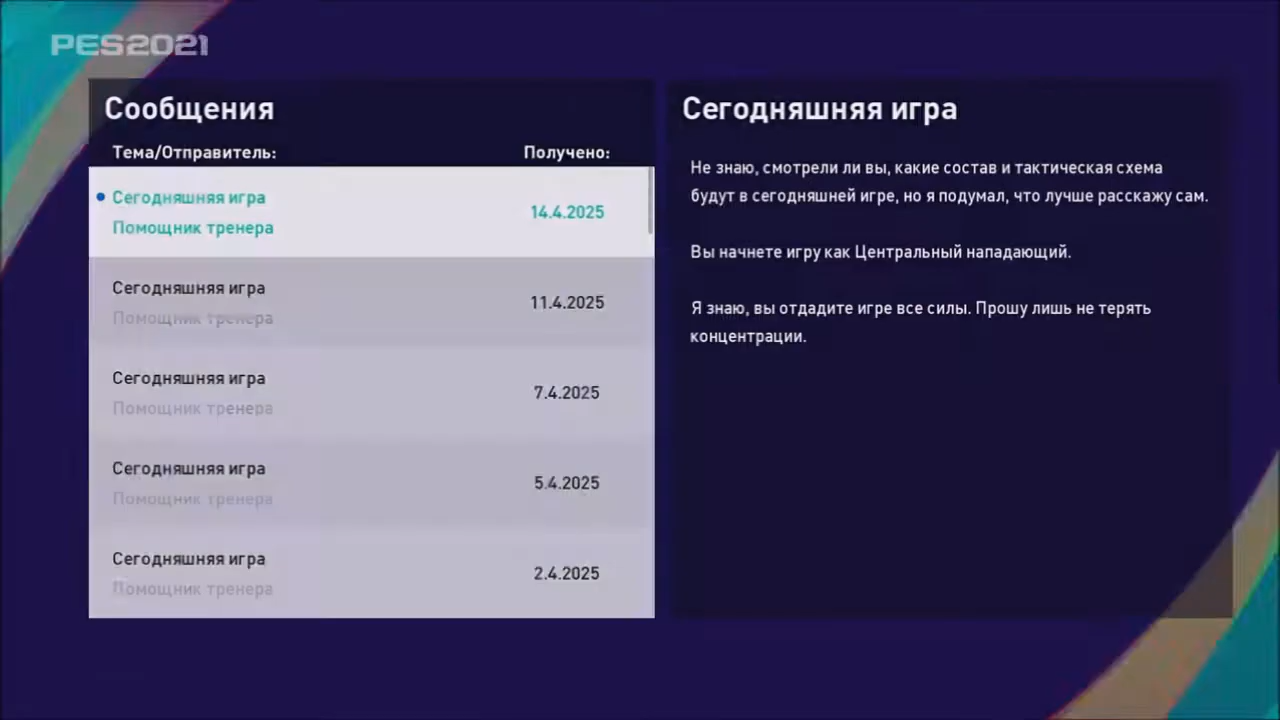 PES2021
Сообщения
Тема/Отправитель:
Получено:
Сегодняшняя игра
Помощник тренера
14.4.2025
Сегодняшняя игра
Помощник тренера
11.4.2025
Сегодняшняя игра
Помощник тренера
7.4.2025
Сегодняшняя игра
Помощник тренера
5.4.2025
Сегодняшняя игра
Помощник тренера
2.4.2025
Сегодняшняя игра
Не знаю, смотрели ли вы, какие состав и тактическая схема
будут в сегодняшней игре, но я подумал, что лучше расскажу сам.
Вы начнете игру как Центральный нападающий.
Я знаю, вы отдадите игре все силы. Прошу лишь не терять
концентрации.